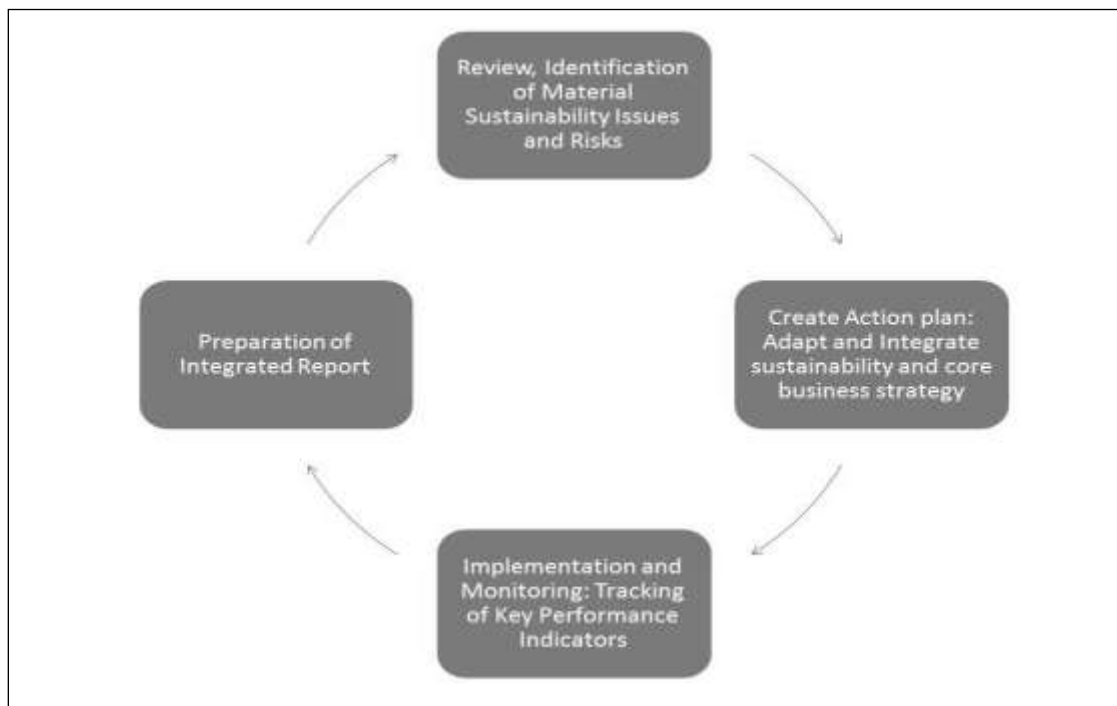 Review, Identification
of Material
Sustainability Issues
and Risks
Create Action plan:
Adapt and Integrate
sustainability and core
business strategy
Implementation and
Monitoring: Tracking
of Key Performance
Indicators
Preparation of
Integrated Report